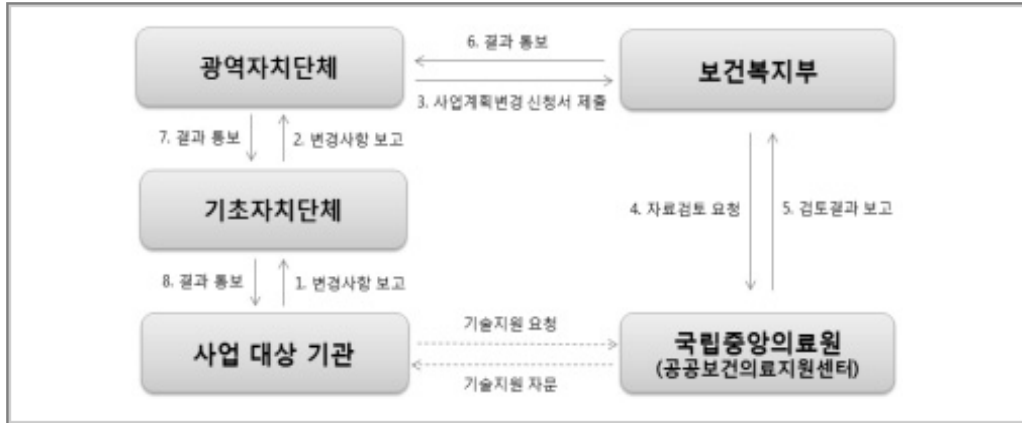 6. 결과 통보
광역자치단체
보건복지부
3. 사업계획변경 신청서 제출
7. 결과 통보
2. 변경사항 보고
기초자치단체
4. 자료검토 요청
5. 검토결과 보고
8. 결과 통보
1. 변경사항 보고
기술지원 요청
사업 대상 기관
국립중앙의료원
(공공보건의료지원센터)
기술지원 자문